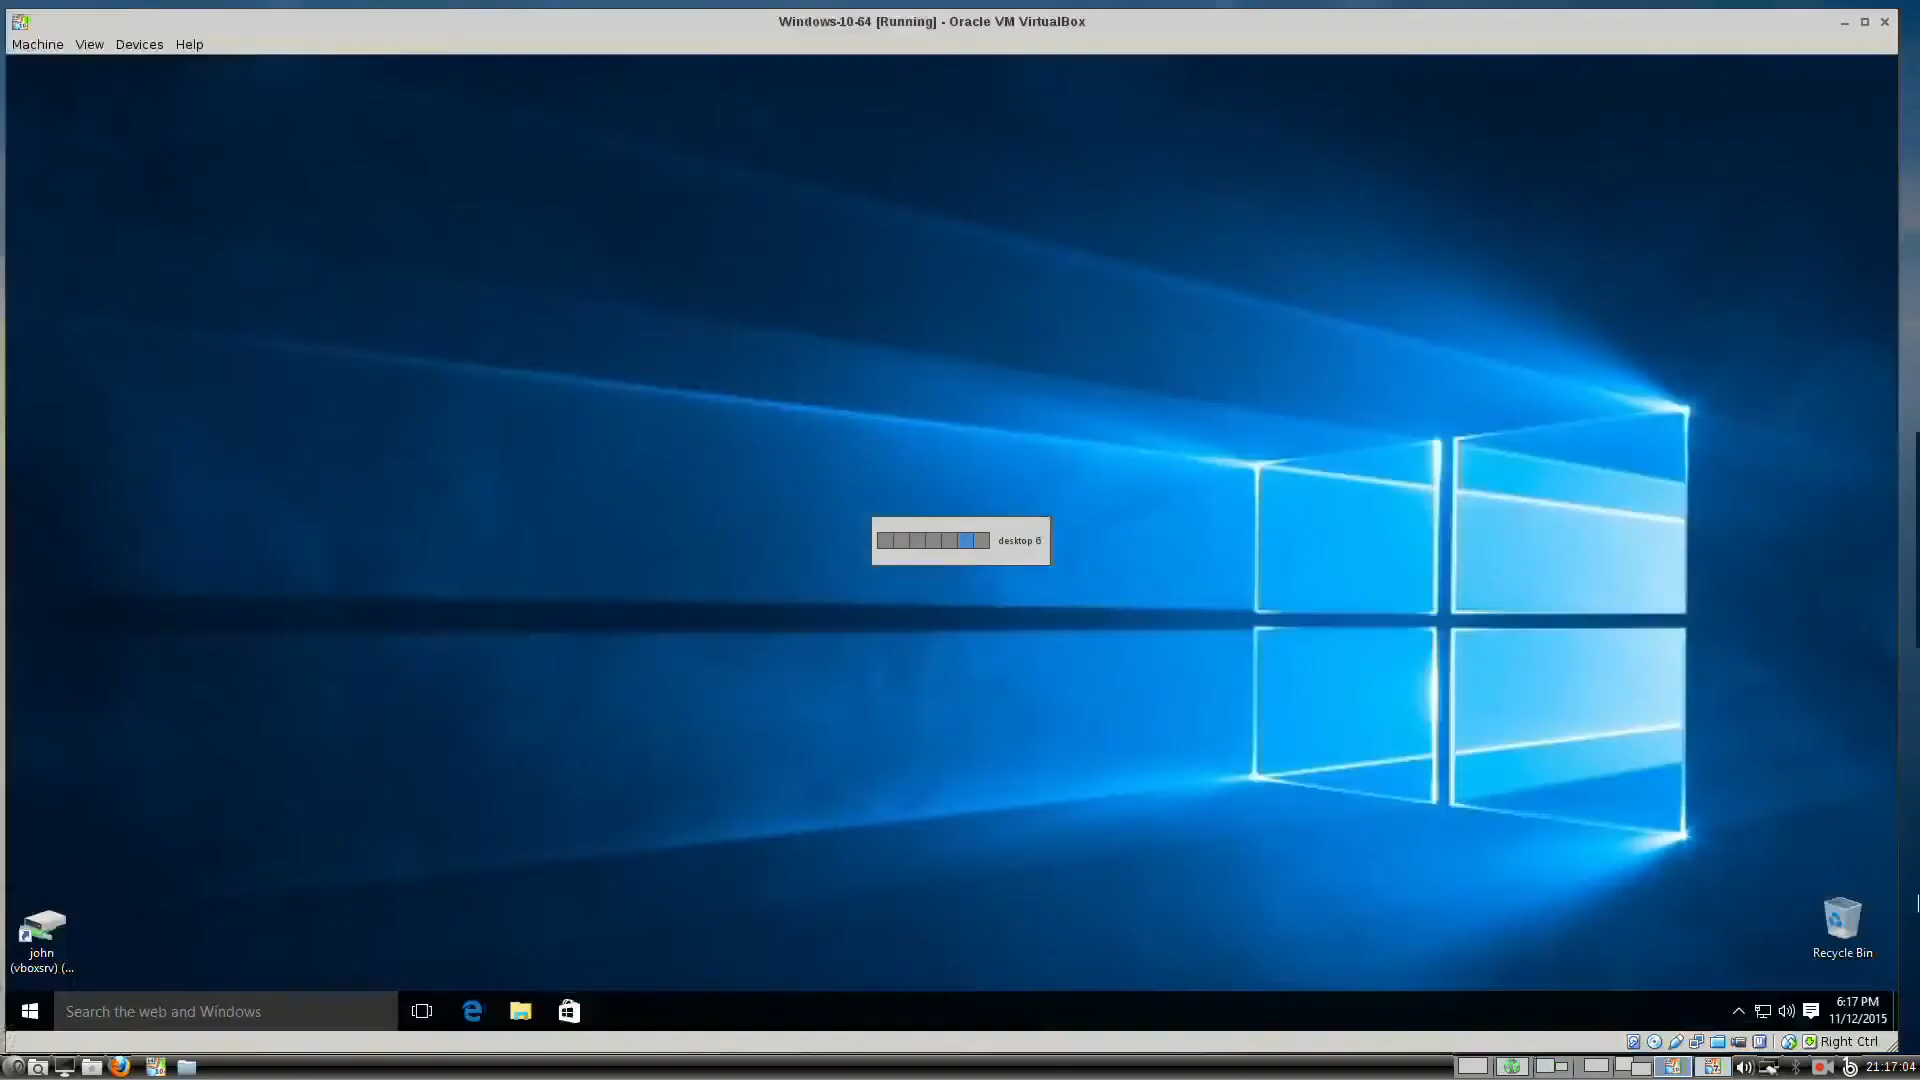 Windows-10-64 [Running] - Oracle VM VirtualBox
Machine View Devices Help
desktop 6
john
(vboxsrv) (...
Recycle Bin
Search the web and Windows
6:17 PM
11/12/2015
Right Ctrl
21:17:04